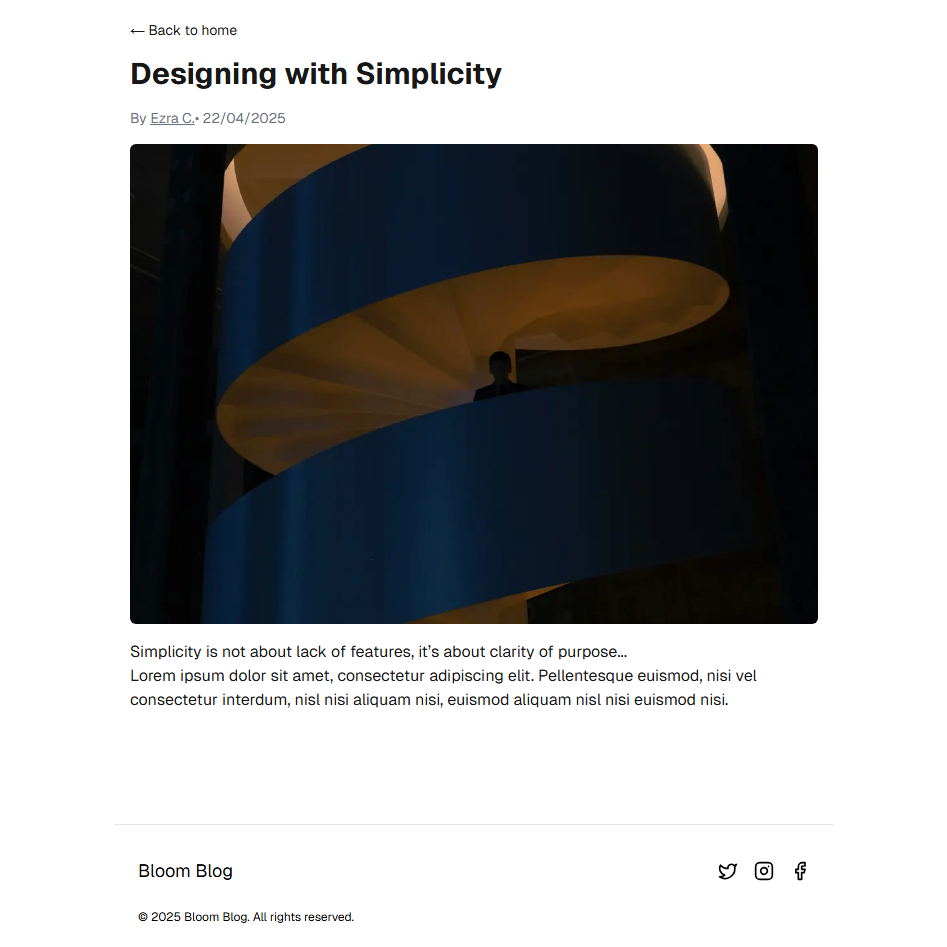 ← Back to home
Designing with Simplicity
By Ezra C.• 22/04/2025
Simplicity is not about lack of features, it’s about clarity of purpose...
Lorem ipsum dolor sit amet, consectetur adipiscing elit. Pellentesque euismod, nisi vel
consectetur interdum, nisl nisi aliquam nisi, euismod aliquam nisl nisi euismod nisi.
Bloom Blog
© 2025 Bloom Blog. All rights reserved.